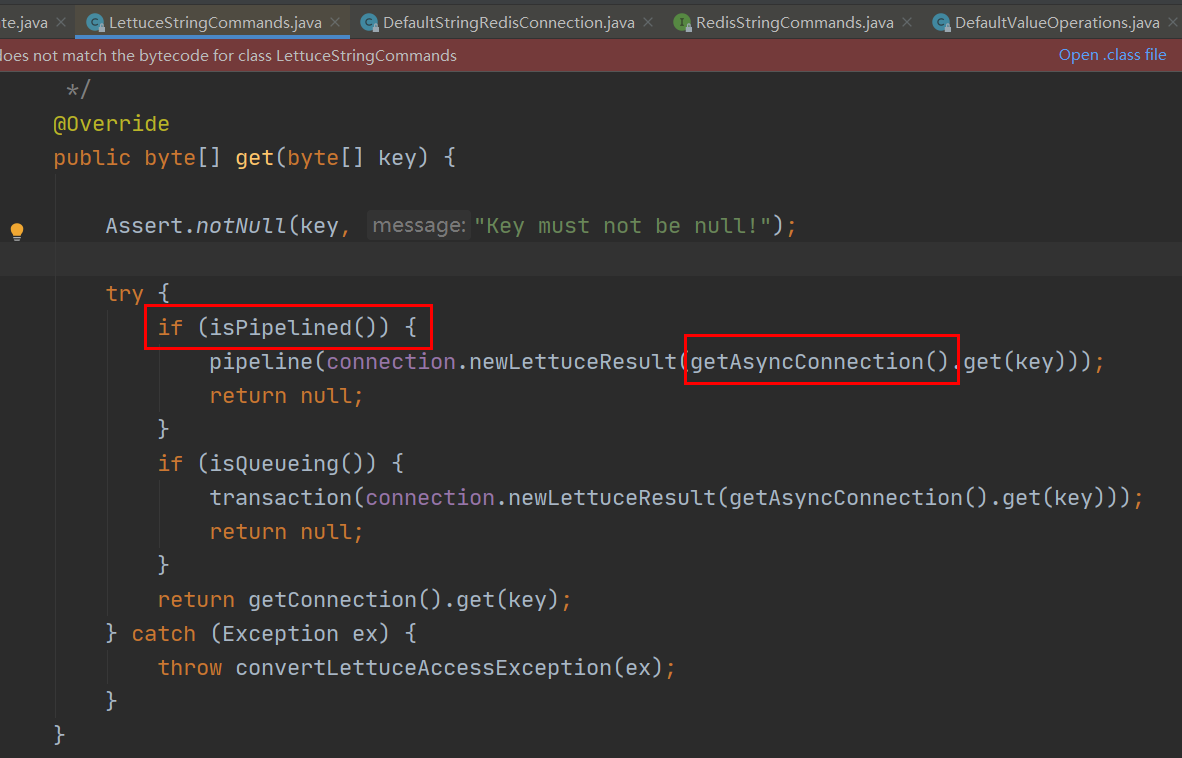 te.java LettuceStringCommands.java DefaultStringRedisConnection.java RedisStringCommands.java DefaultValueOperations.java
does not match the bytecode for class LettuceStringCommands Open .class file
*/
@Override
public byte[] get(byte[] key) {
Assert.notNull(key, message: "Key must not be null!");
try {
if (isPipelined()) {
pipeline(connection.newLettuceResult(getAsyncConnection().get(key)));
return null;
}
if (isQueueing()) {
transaction(connection.newLettuceResult(getAsyncConnection().get(key)));
return null;
}
return getConnection().get(key);
} catch (Exception ex) {
throw convertLettuceAccessException(ex);
}
}